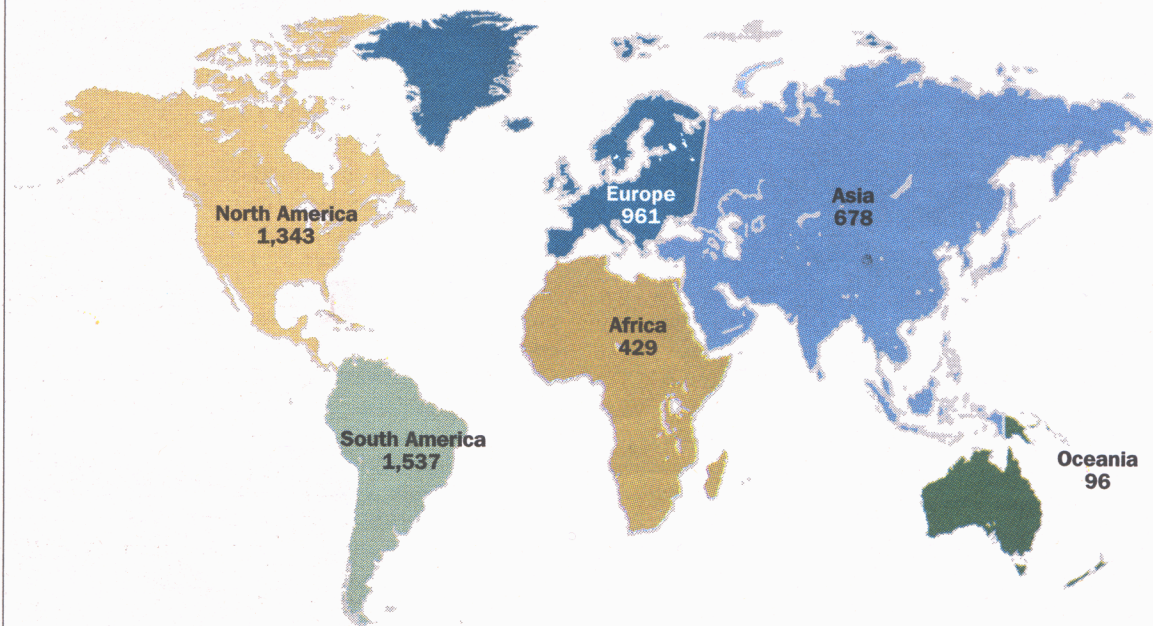 North America
1,343
Europe
961
Asia
678
Africa
429
South America
1,537
Oceania
96